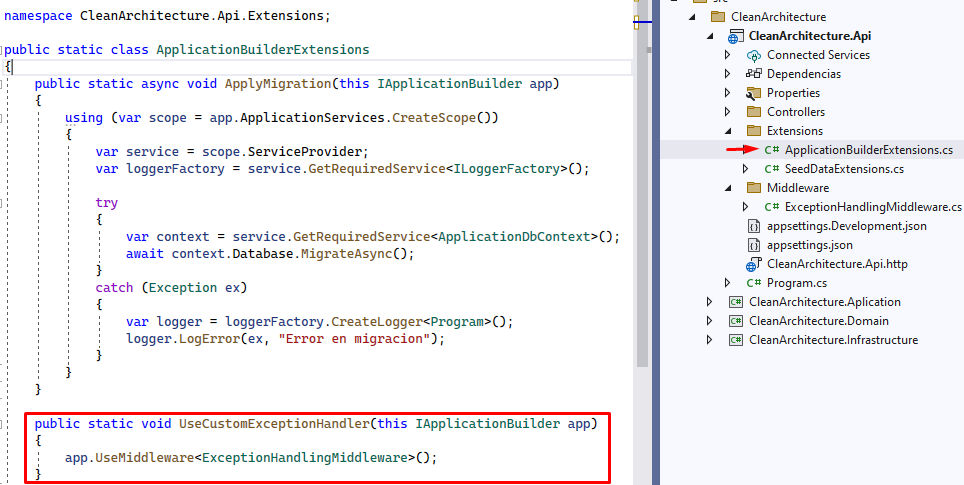 namespace CleanArchitecture.Api.Extensions;
public static class ApplicationBuilderExtensions
{
public static async void ApplyMigration(this IApplicationBuilder app)
{
using (var scope = app.ApplicationServices.CreateScope())
{
var service = scope.ServiceProvider;
var loggerFactory = service.GetRequiredService<ILoggerFactory>();
try
{
var context = service.GetRequiredService<ApplicationDbContext>();
await context.Database.MigrateAsync();
}
catch (Exception ex)
{
var logger = loggerFactory.CreateLogger<Program>();
logger.LogError(ex, "Error en migracion");
}
}
}
public static void UseCustomExceptionHandler(this IApplicationBuilder app)
{
app.UseMiddleware<ExceptionHandlingMiddleware>();
}
src
CleanArchitecture
CleanArchitecture.Api
Connected Services
Dependencias
Properties
Controllers
Extensions
C# ApplicationBuilderExtensions.cs
C# SeedDataExtensions.cs
Middleware
C# ExceptionHandlingMiddleware.cs
appsettings.Development.json
appsettings.json
CleanArchitecture.Api.http
C# Program.cs
C# CleanArchitecture.Aplication
C# CleanArchitecture.Domain
C# CleanArchitecture.Infrastructure